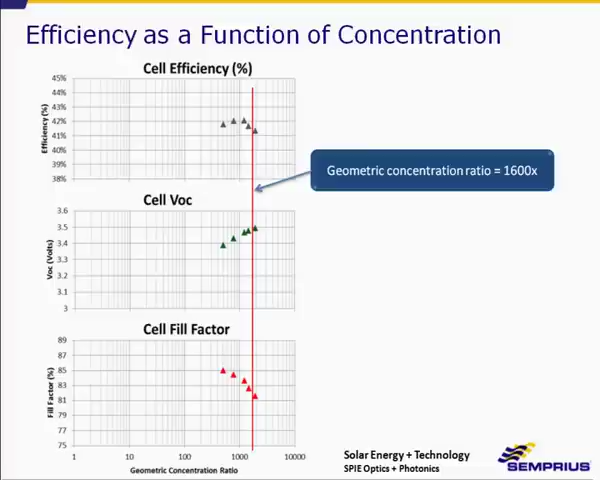 Efficiency as a Function of Concentration
Cell Efficiency (%)
45%
44%
43%
42%
41%
40%
39%
38%
Efficiency (%)
Geometric concentration ratio = 1600x
Cell Voc
3.6
3.5
3.4
3.3
3.2
3.1
3
Voc (Volts)
Cell Fill Factor
89
87
85
83
81
79
77
75
Fill Factor (%)
1 10 100 1000 10000
Geometric Concentration Ratio
Solar Energy + Technology
SPIE Optics + Photonics
SEMPRIUS